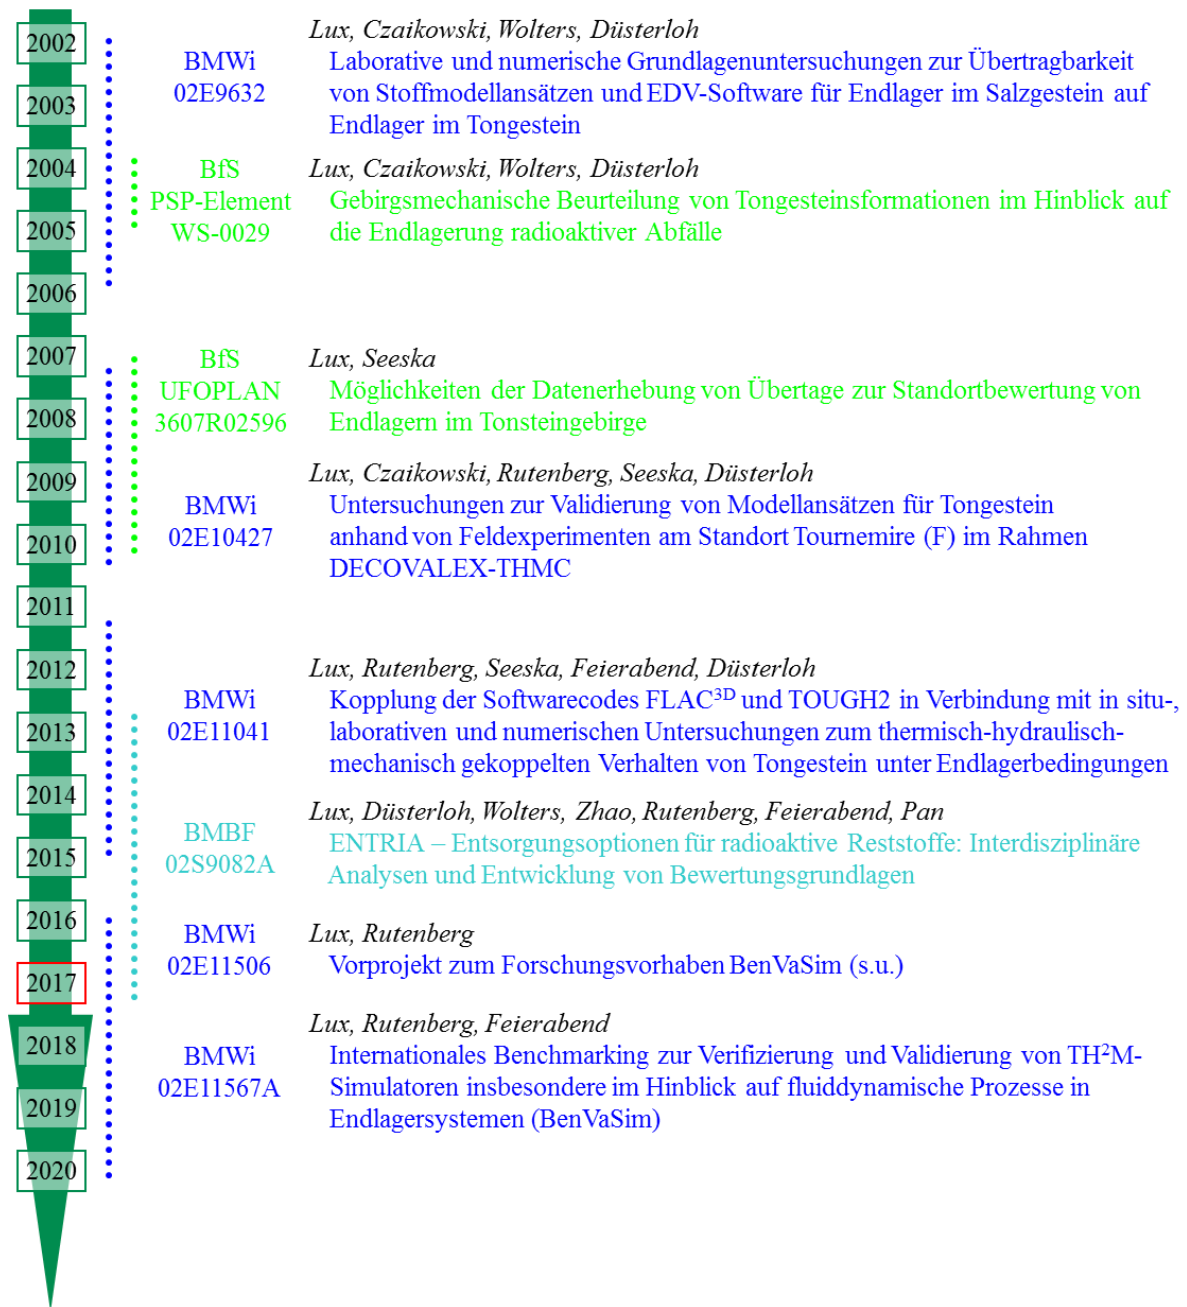 2002
2003
2004
2005
2006
2007
2008
2009
2010
2011
2012
2013
2014
2015
2016
2017
2018
2019
2020
BMWi
02E9632
Lux, Czaikowski, Wolters, Düsterloh
Laborative und numerische Grundlagenuntersuchungen zur Übertragbarkeit
von Stoffmodellansätzen und EDV-Software für Endlager im Salzgestein auf
Endlager im Tongestein
BfS
PSP-Element
WS-0029
Lux, Czaikowski, Wolters, Düsterloh
Gebirgsmechanische Beurteilung von Tongesteinsformationen im Hinblick auf
die Endlagerung radioaktiver Abfälle
BfS
UFOPLAN
3607R02596
Lux, Seeska
Möglichkeiten der Datenerhebung von Übertage zur Standortbewertung von
Endlagern im Tonsteingebirge
BMWi
02E10427
Lux, Czaikowski, Rutenberg, Seeska, Düsterloh
Untersuchungen zur Validierung von Modellansätzen für Tongestein
anhand von Feldexperimenten am Standort Tournemire (F) im Rahmen
DECOVALEX-THMC
BMWi
02E11041
Lux, Rutenberg, Seeska, Feierabend, Düsterloh
Kopplung der Softwarecodes FLAC³ᴰ und TOUGH2 in Verbindung mit in situ-,
laborativen und numerischen Untersuchungen zum thermisch-hydraulisch-
mechanisch gekoppelten Verhalten von Tongestein unter Endlagerbedingungen
BMBF
02S9082A
Lux, Düsterloh, Wolters, Zhao, Rutenberg, Feierabend, Pan
ENTRIA – Entsorgungsoptionen für radioaktive Reststoffe: Interdisziplinäre
Analysen und Entwicklung von Bewertungsgrundlagen
BMWi
02E11506
Lux, Rutenberg
Vorprojekt zum Forschungsvorhaben BenVaSim (s.u.)
BMWi
02E11567A
Lux, Rutenberg, Feierabend
Internationales Benchmarking zur Verifizierung und Validierung von TH²M-
Simulatoren insbesondere im Hinblick auf fluiddynamische Prozesse in
Endlagersystemen (BenVaSim)